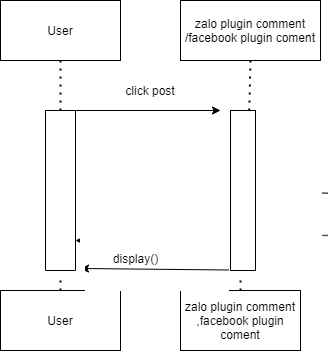 User
zalo plugin comment
/facebook plugin coment
click post
display()
User
zalo plugin comment
,facebook plugin
coment